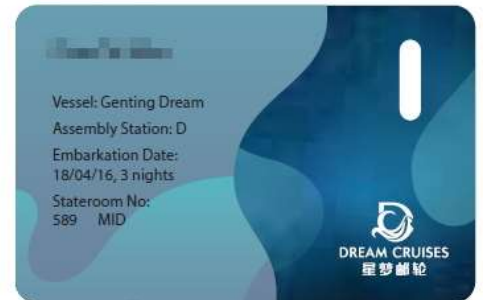 Vessel: Genting Dream
Assembly Station: D
Embarkation Date:
18/04/16, 3 nights
Stateroom No:
589 MID
DREAM CRUISES
星梦邮轮